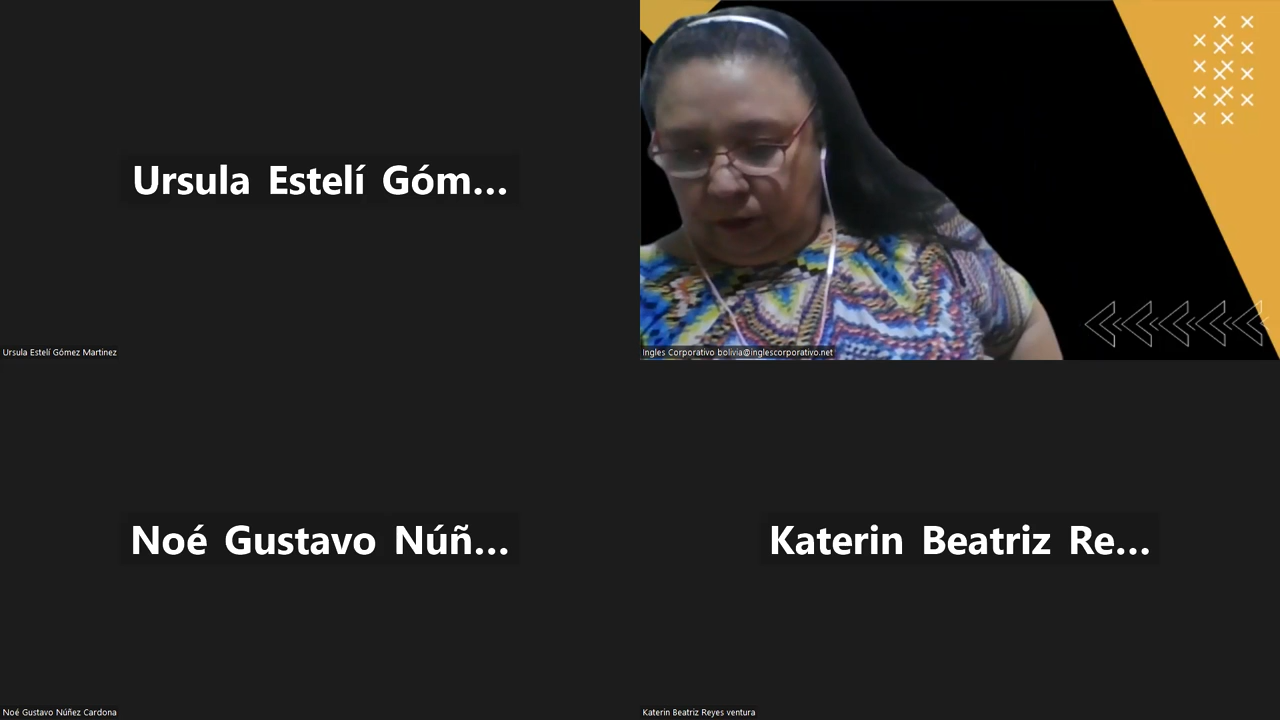 Ursula Estelí Góm...
Ursula Estelí Gómez Martinez
Ingles Corporativo bolivia@inglescorporativo.net
Noé Gustavo Núñ...
Katerin Beatriz Re...
Noé Gustavo Núñez Cardona
Katerin Beatriz Reyes ventura